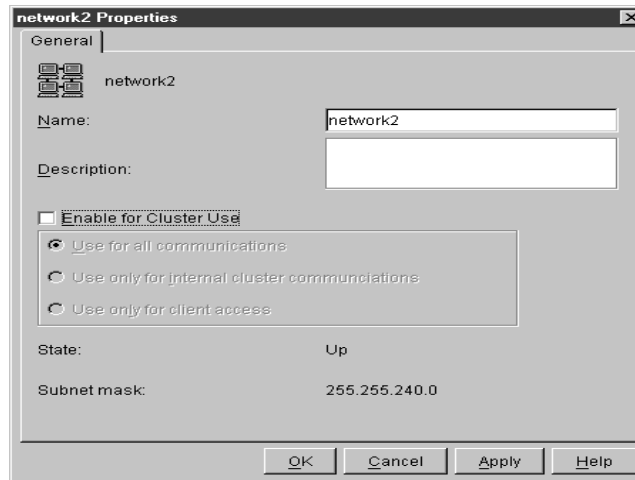 network2 Properties
General
network2
Name: network2
Description:
Enable for Cluster Use
Use for all communications
Use only for internal cluster communciations
Use only for client access
State: Up
Subnet mask: 255.255.240.0
OK Cancel Apply Help